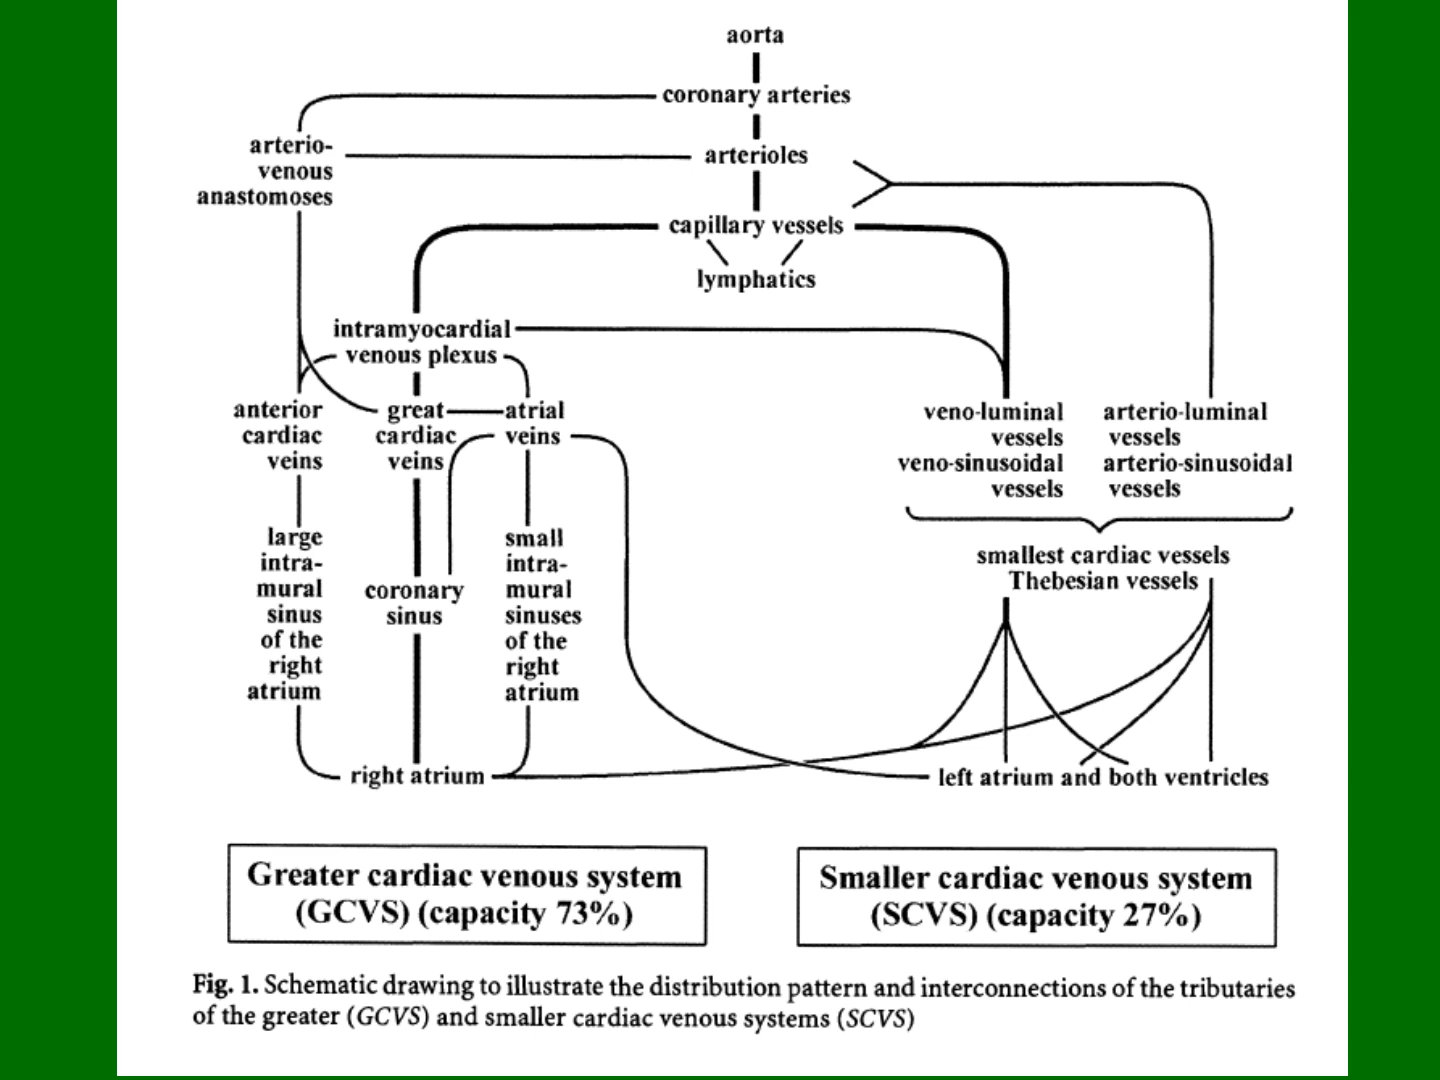 aorta
coronary arteries
arterio-
venous
anastomoses
arterioles
capillary vessels
lymphatics
intramyocardial
venous plexus
anterior
cardiac
veins
great
cardiac
veins
atrial
veins
veno-luminal
vessels
veno-sinusoidal
vessels
arterio-luminal
vessels
arterio-sinusoidal
vessels
large
intra-
mural
sinus
of the
right
atrium
coronary
sinus
small
intra-
mural
sinuses
of the
right
atrium
smallest cardiac vessels
Thebesian vessels
right atrium
left atrium and both ventricles
Greater cardiac venous system
(GCVS) (capacity 73%)
Smaller cardiac venous system
(SCVS) (capacity 27%)
Fig. 1. Schematic drawing to illustrate the distribution pattern and interconnections of the tributaries
of the greater (GCVS) and smaller cardiac venous systems (SCVS)